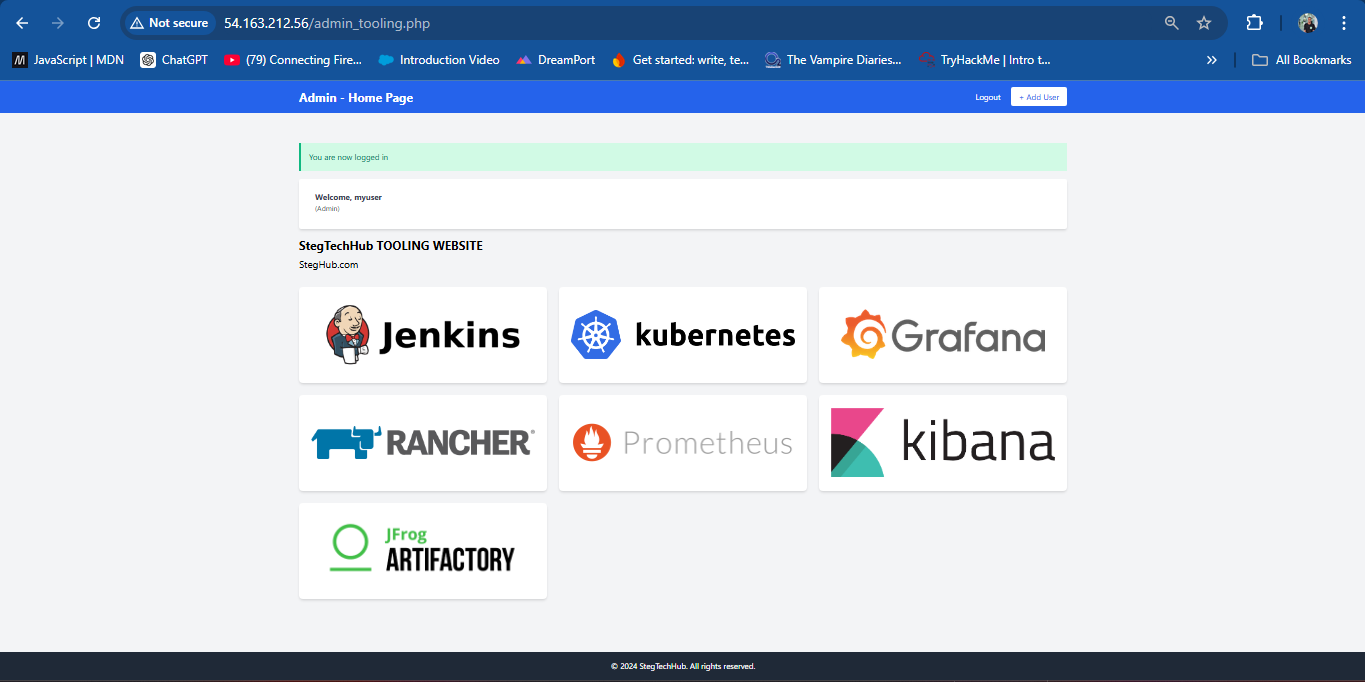 Not secure 54.163.212.56/admin_tooling.php
JavaScript | MDN ChatGPT (79) Connecting Fire... Introduction Video DreamPort Get started: write, te... The Vampire Diaries... TryHackMe | Intro t... » All Bookmarks
Admin - Home Page Logout + Add User
You are now logged in
Welcome, myuser
(Admin)
StegTechHub TOOLING WEBSITE
StegHub.com
Jenkins kubernetes Grafana
RANCHER® Prometheus kibana
JFrog
ARTIFACTORY
© 2024 StegTechHub. All rights reserved.